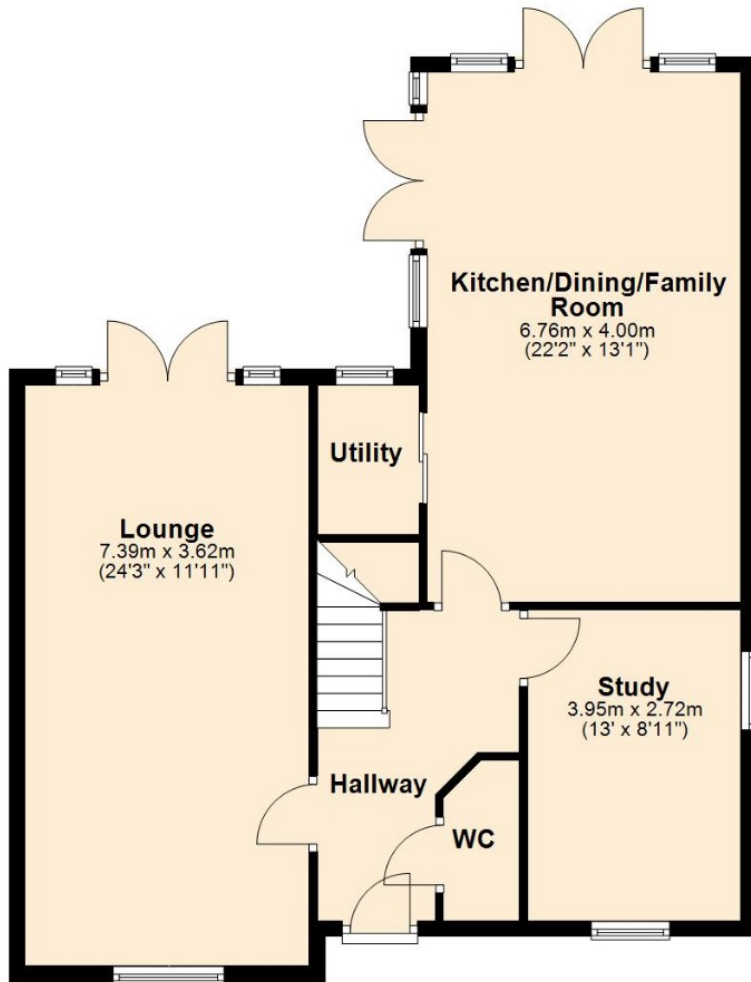 Kitchen/Dining/Family
Room
6.76m x 4.00m
(22'2" x 13'1")
Utility
Lounge
7.39m x 3.62m
(24'3" x 11'11")
Study
3.95m x 2.72m
(13' x 8'11")
Hallway
WC